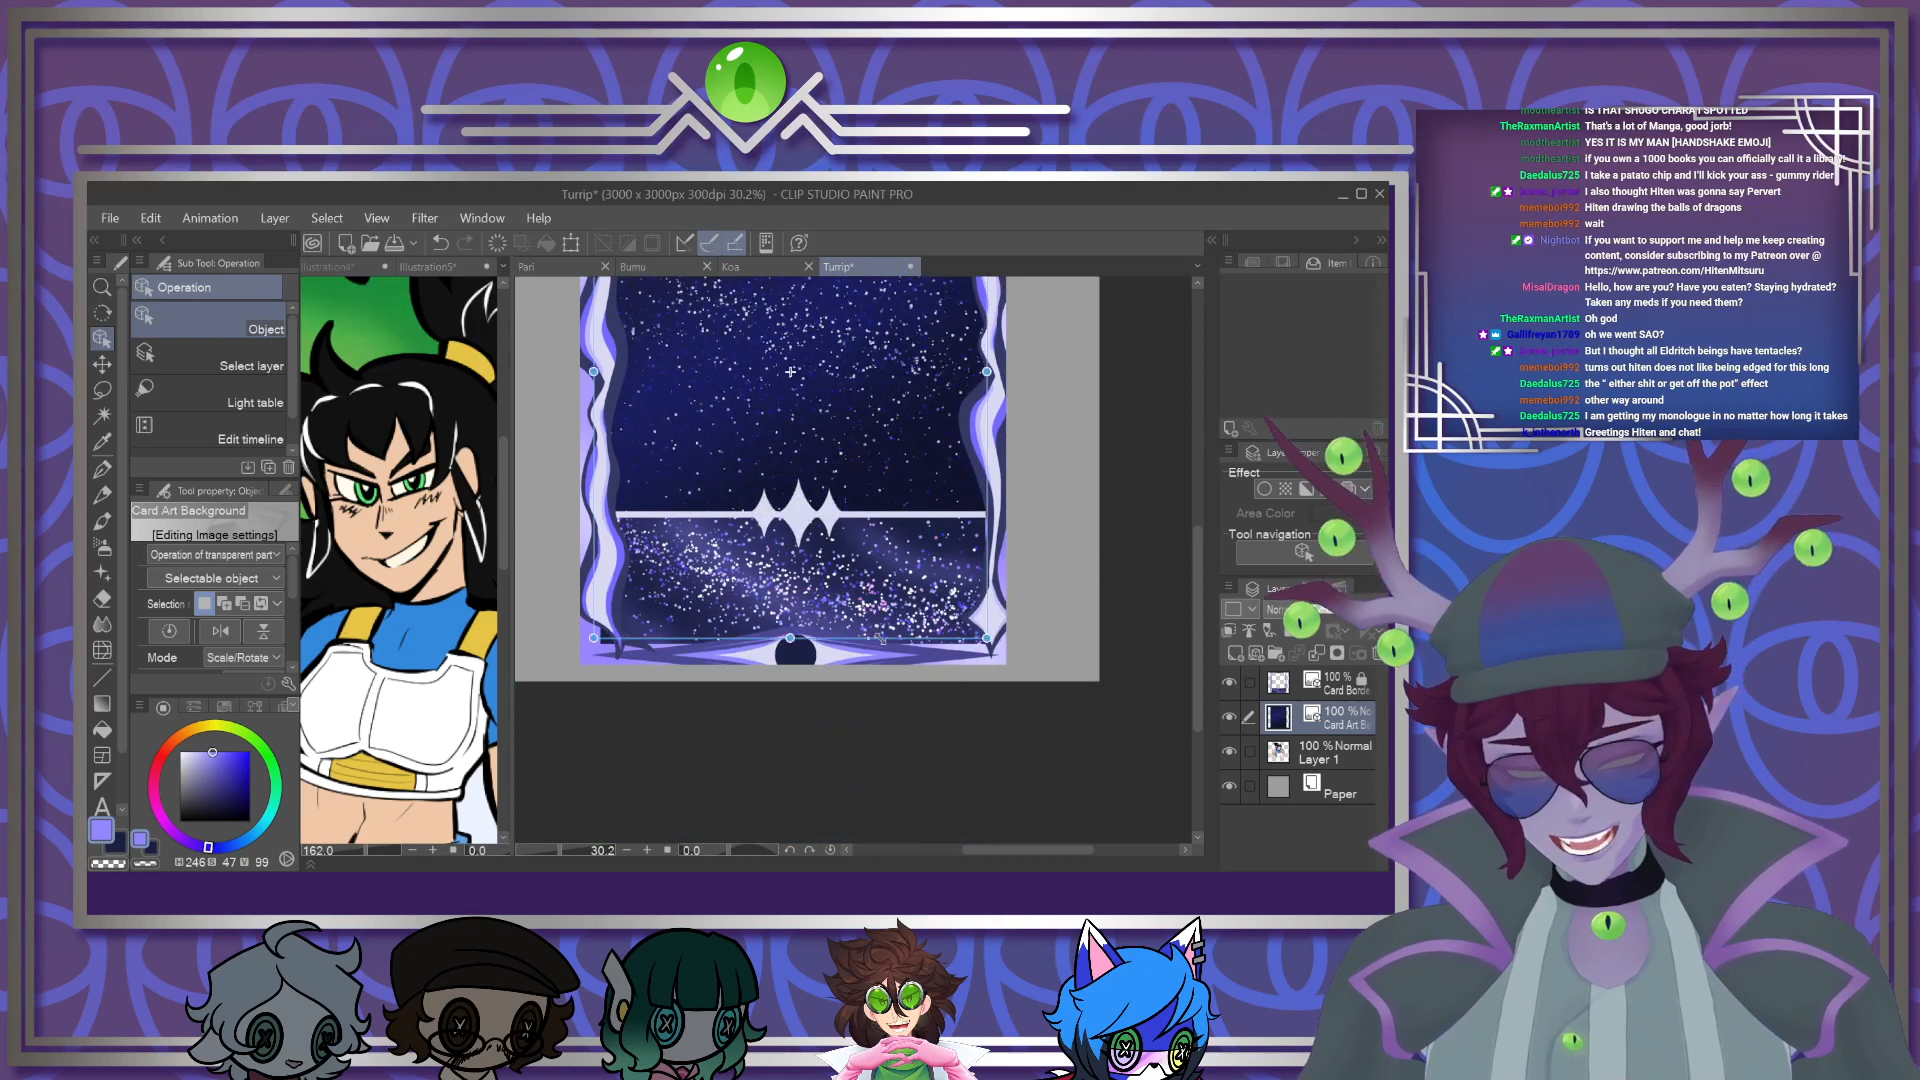 Turrip* (3000 x 3000px 300dpi 30.2%) - CLIP STUDIO PAINT PRO
File Edit Animation Layer Select View Filter Window Help
Sub Tool: Operation
Illustration5*
Pari
Bumu
Koa
Turrip*
Item
Operation
Object
Select layer
Light table
Edit timeline
Tool property: Objec
Card Art Background
[Editing Image settings]
Operation of transparent part
Selectable object
Selection
Mode
Scale/Rotate
H 246 S 47 V 99
162.0
0.0
30.2
0.0
Effect
Area Color
Tool navigation
100 %
Card Borde
100 % No
Card Art Ba
100 % Normal
Layer 1
Paper
modtheartist IS THAT SHUGO CHARA I SPOTTED
TheRaxmanArtist That's a lot of Manga, good jorb!
modtheartist YES IT IS MY MAN [HANDSHAKE EMOJI]
modtheartist if you own a 1000 books you can officially call it a library!
Daedalus725 I take a patato chip and I'll kick your ass - gummy rider
I also thought Hiten was gonna say Pervert
memeboi992 Hiten drawing the balls of dragons
memeboi992 wait
Nightbot If you want to support me and help me keep creating
content, consider subscribing to my Patreon over @
https://www.patreon.com/HitenMitsuru
MisalDragon Hello, how are you? Have you eaten? Staying hydrated?
Taken any meds if you need them?
TheRaxmanArtist Oh god
Gallifreyan1789 oh we went SAO?
But I thought all Eldritch beings have tentacles?
memeboi992 turns out hiten does not like being edged for this long
Daedalus725 the “ either shit or get off the pot” effect
memeboi992 other way around
Daedalus725 I am getting my monologue in no matter how long it takes
Greetings Hiten and chat!